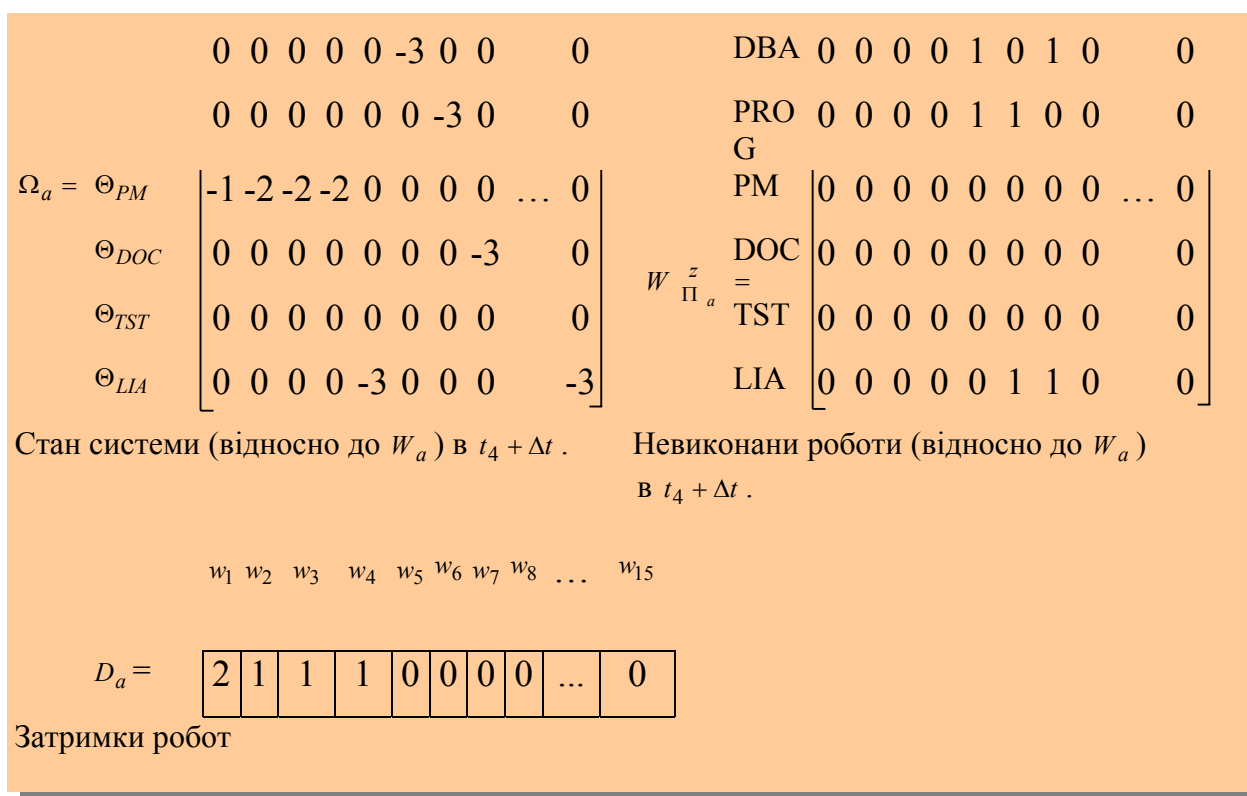 0 0 0 0 0 -3 0 0 0 DBA 0 0 0 0 1 0 1 0 0
0 0 0 0 0 0 -3 0 0 PRO 0 0 0 0 1 1 0 0 0
G
Ωa = ΘPM -1 -2 -2 -2 0 0 0 0 … 0 PM 0 0 0 0 0 0 0 0 … 0
ΘDOC 0 0 0 0 0 0 0 -3 0 DOC 0 0 0 0 0 0 0 0 0
W z Π a =
ΘTST 0 0 0 0 0 0 0 0 0 TST 0 0 0 0 0 0 0 0 0
ΘLIA 0 0 0 0 -3 0 0 0 -3 LIA 0 0 0 0 0 1 1 0 0
Стан системи (відносно до Wa) в t4 + Δt . Невиконани роботи (відносно до Wa)
в t4 + Δt .
w1 w2 w3 w4 w5 w6 w7 w8 … w15
Da = 2 1 1 1 0 0 0 0 ... 0
Затримки робот